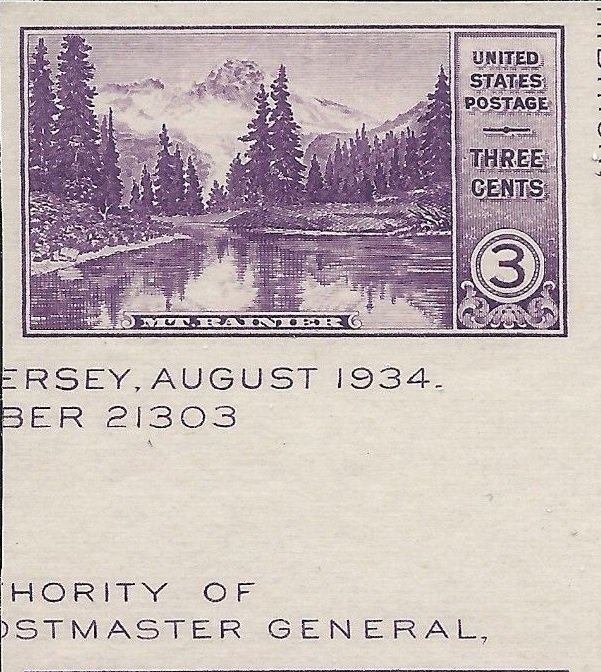 UNITED
STATES
POSTAGE
THREE
CENTS
3
MT. RAINIER
ERSEY, AUGUST 1934.
BER 21303
HORITY OF
OSTMASTER GENERAL,